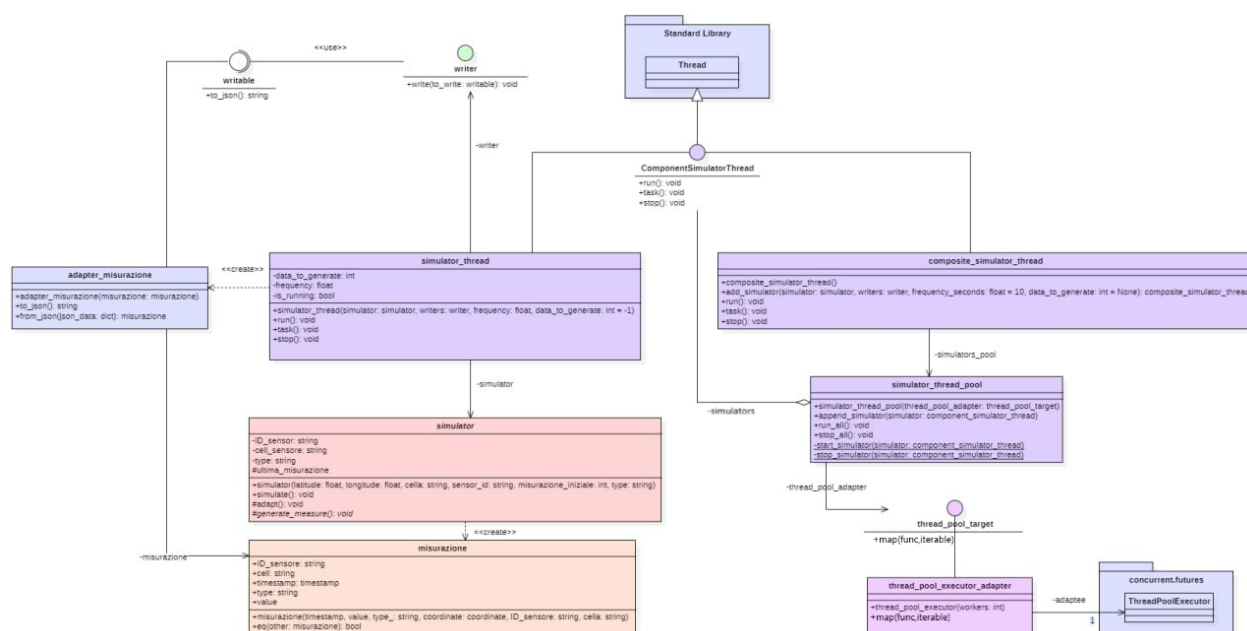 Standard Library
Thread
<<use>>
writable
+to_json(): string
writer
+write(to_write: writable): void
-writer
ComponentSimulatorThread
+run(): void
+task(): void
+stop(): void
adapter_misurazione
+adapter_misurazione(misurazione: misurazione)
+to_json(): string
+from_json(json_data: dict): misurazione
<<create>>
simulator_thread
-data_to_generate: int
-frequency: float
-is_running: bool
+simulator_thread(simulator: simulator, writers: writer, frequency: float, data_to_generate: int = -1)
+run(): void
+task(): void
+stop(): void
composite_simulator_thread
+composite_simulator_thread()
+add_simulator(simulator: simulator, writers: writer, frequency_seconds: float = 10, data_to_generate: int = None): composite_simulator_thread
+run(): void
+task(): void
+stop(): void
-simulators_pool
-simulator
-simulators
simulator_thread_pool
+simulator_thread_pool(thread_pool_adapter: thread_pool_target)
+append_simulator(simulator: component_simulator_thread)
+run_all(): void
+stop_all(): void
-start_simulator(simulator: component_simulator_thread)
-stop_simulator(simulator: component_simulator_thread)
simulator
-ID_sensor: string
-cell_sensore: string
-type: string
#ultima_misurazione
+simulator(latitude: float, longitude: float, cella: string, sensor_id: string, misurazione_iniziale: int, type: string)
+simulate(): void
#adapt(): void
#generate_measure(): void
<<create>>
-thread_pool_adapter
thread_pool_target
+map(func,iterable)
-misurazione
misurazione
+ID_sensore: string
+cell: string
+timestamp: timestamp
+type: string
+value
+misurazione(timestamp, value, type_: string, coordinate: coordinate, ID_sensore: string, cella: string)
+eq(other: misurazione): bool
thread_pool_executor_adapter
+thread_pool_executor(workers: int)
+map(func,iterable)
-adaptee
1
concurrent.futures
ThreadPoolExecutor